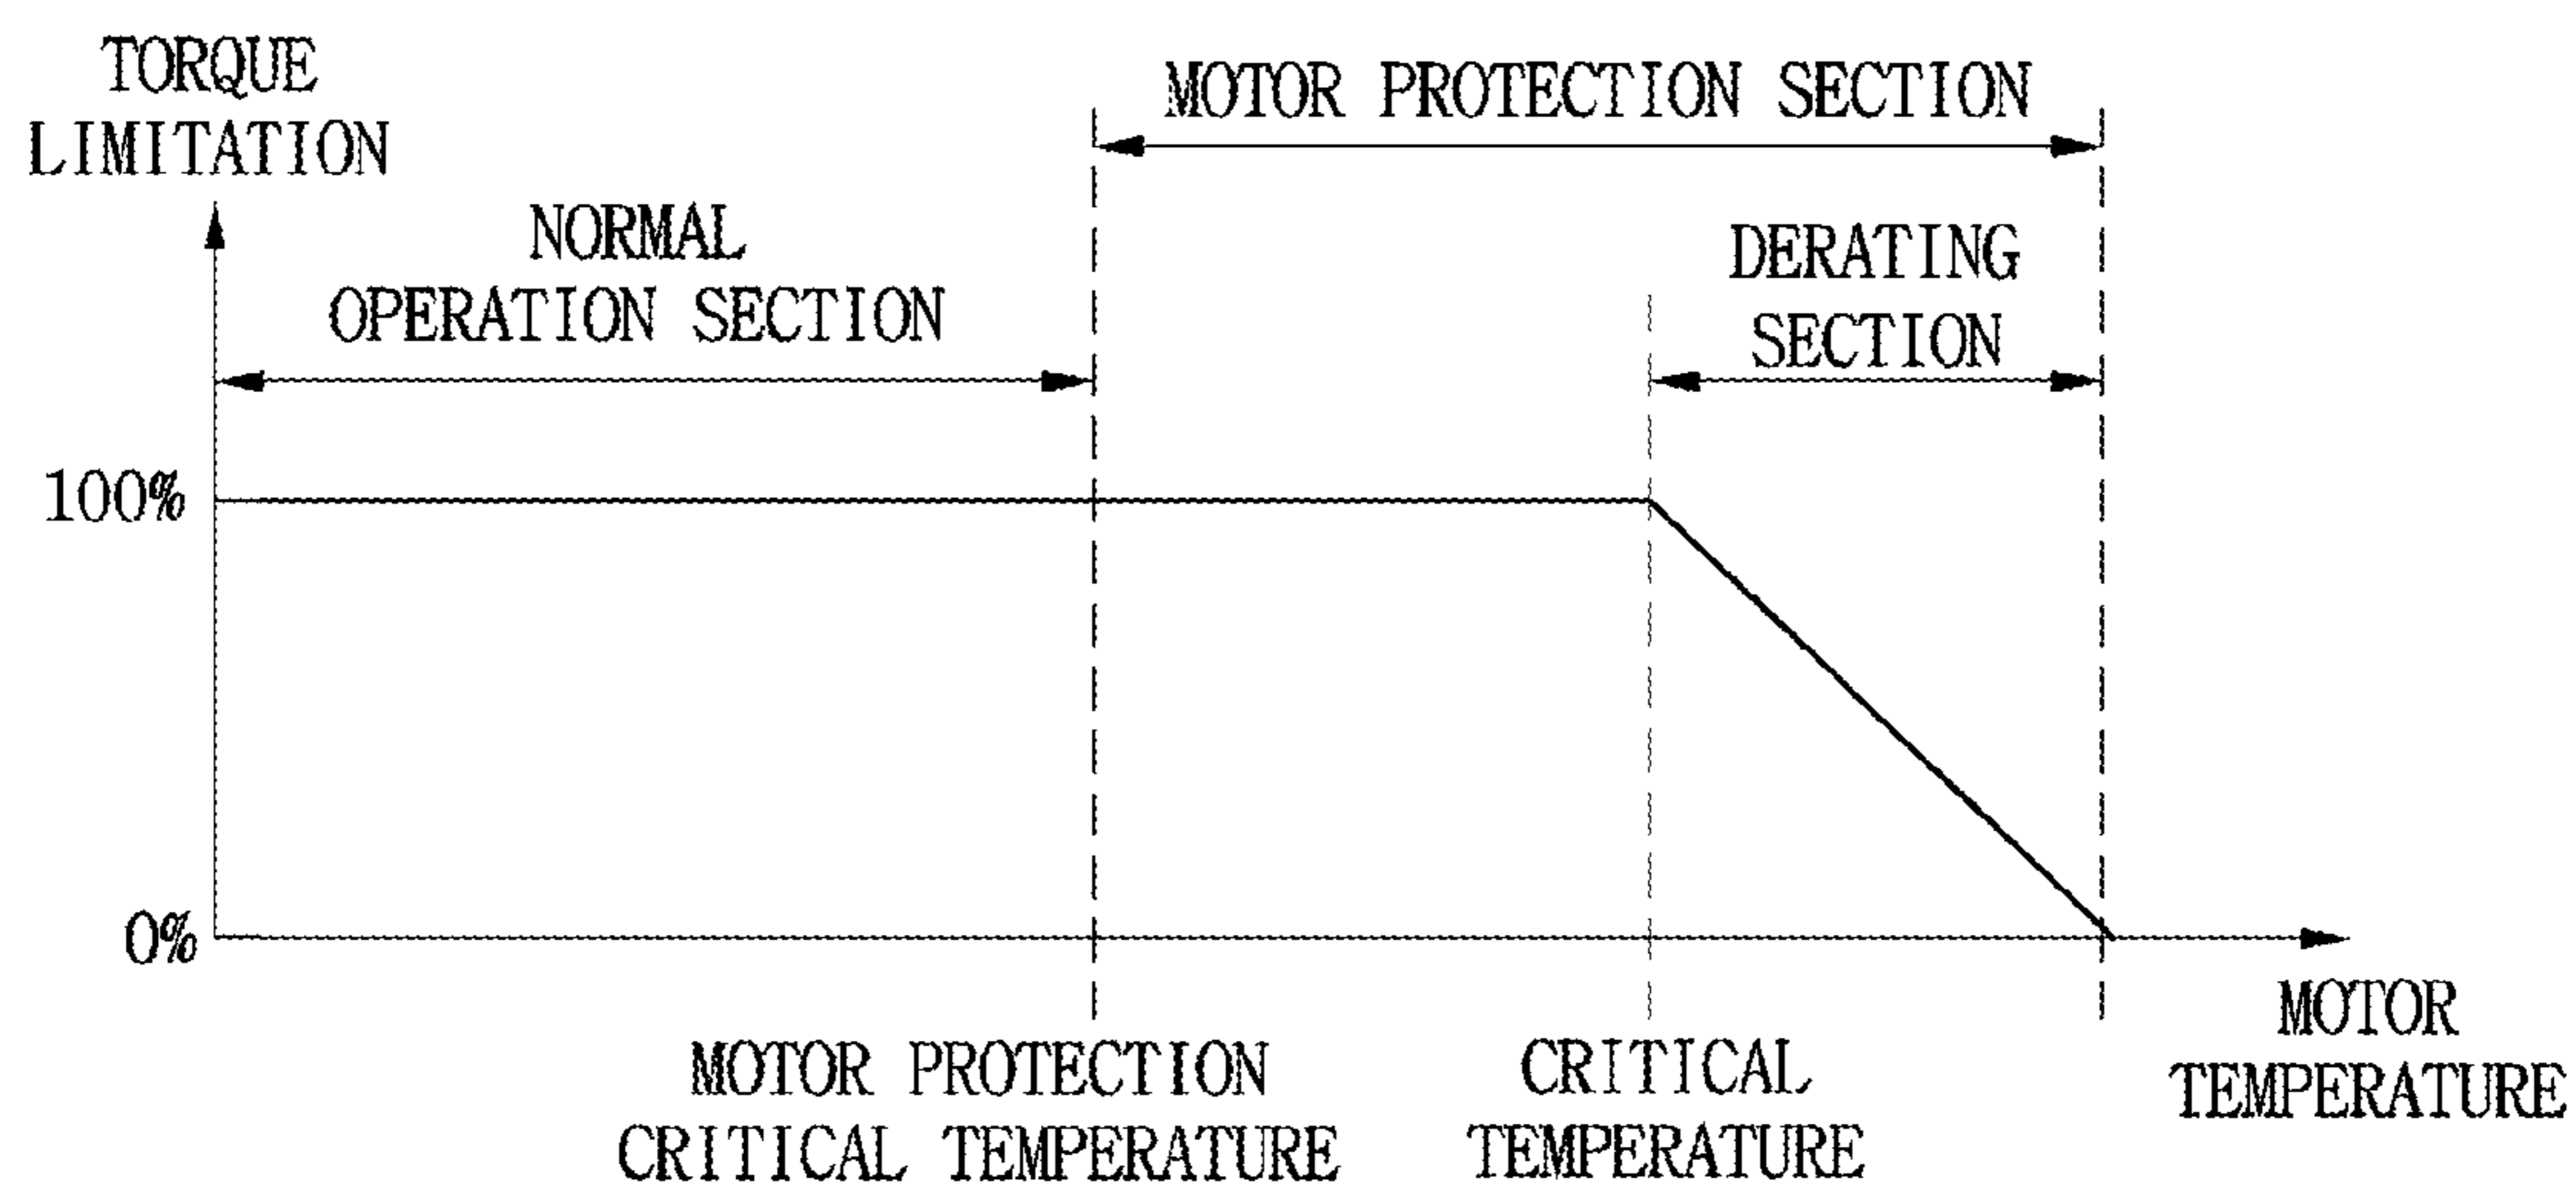 TORQUE
LIMITATION
MOTOR PROTECTION SECTION
NORMAL
OPERATION SECTION
DERATING
SECTION
100%
0%
MOTOR PROTECTION
CRITICAL TEMPERATURE
CRITICAL
TEMPERATURE
MOTOR
TEMPERATURE